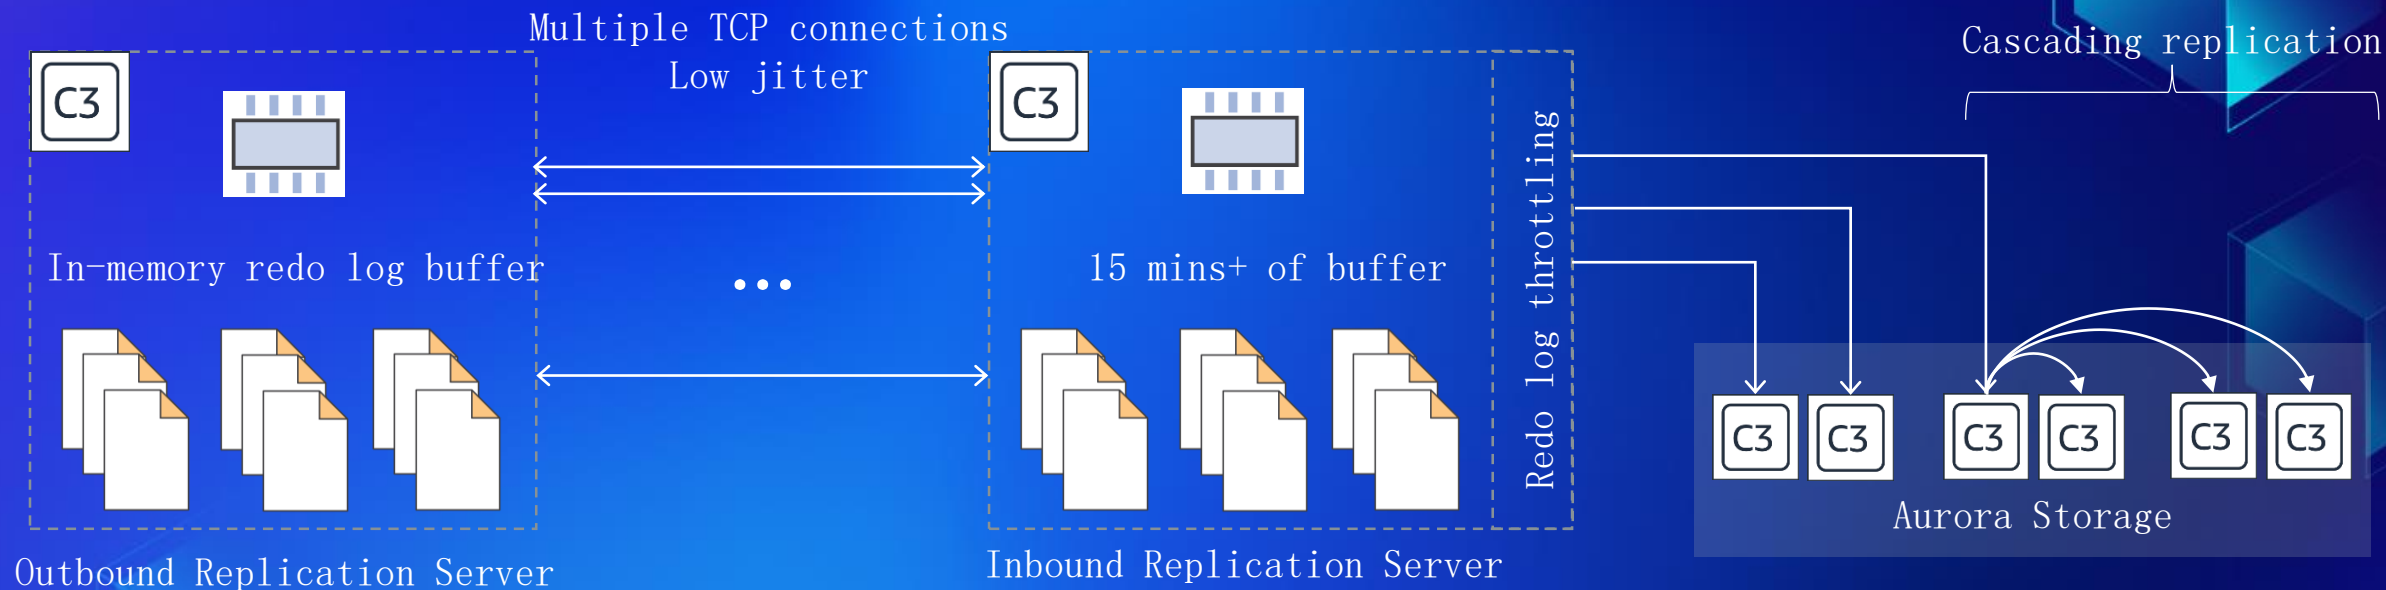 Multiple TCP connections
Low jitter
Cascading replication
C3
C3
In-memory redo log buffer
...
15 mins+ of buffer
Redo log throttling
C3
C3
C3
C3
C3
C3
Aurora Storage
Outbound Replication Server
Inbound Replication Server